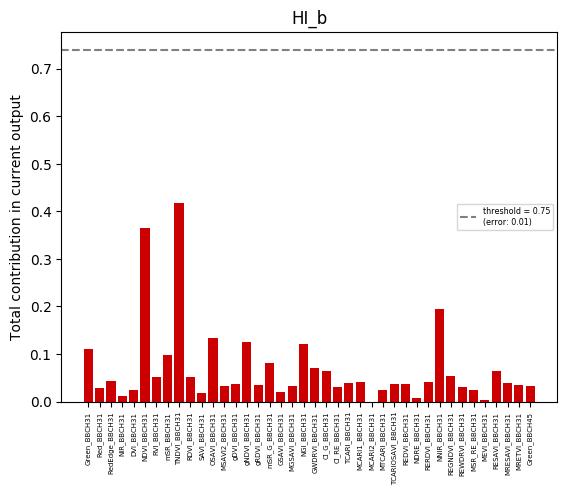 HI_b
Total contribution in current output
0.7
0.6
0.5
0.4
0.3
0.2
0.1
0.0
threshold = 0.75
(error: 0.01)
Green_BBCH31
Red_BBCH31
RedEdge_BBCH31
NIR_BBCH31
DVI_BBCH31
NDVI_BBCH31
RVI_BBCH31
mSR_BBCH31
TNDVI_BBCH31
RDVI_BBCH31
SAVI_BBCH31
OSAVI_BBCH31
MSAVI2_BBCH31
gDVI_BBCH31
gNDVI_BBCH31
gRDVI_BBCH31
mSR_G_BBCH31
GSAVI_BBCH31
MGSAVI_BBCH31
NGI_BBCH31
GWDRVI_BBCH31
CI_G_BBCH31
CI_RE_BBCH31
TCARI_BBCH31
MCARI1_BBCH31
MCARI2_BBCH31
MTCARI_BBCH31
TCARIOSAVI_BBCH31
REDVI_BBCH31
NDRE_BBCH31
RERDVI_BBCH31
NNIR_BBCH31
REGNDVI_BBCH31
REWDRVI_BBCH31
MSR_RE_BBCH31
MEVI_BBCH31
RESAVI_BBCH31
MRESAVI_BBCH31
MRETVI_BBCH31
Green_BBCH45